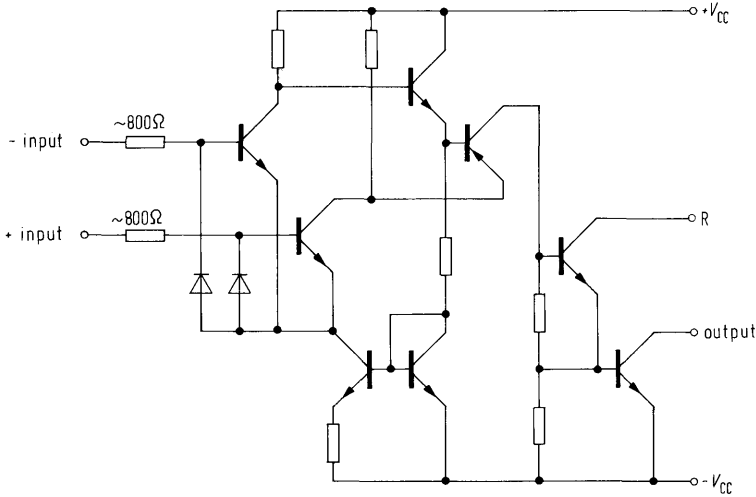 +V_CC
~800Ω
- input
~800Ω
+ input
R
output
-V_CC